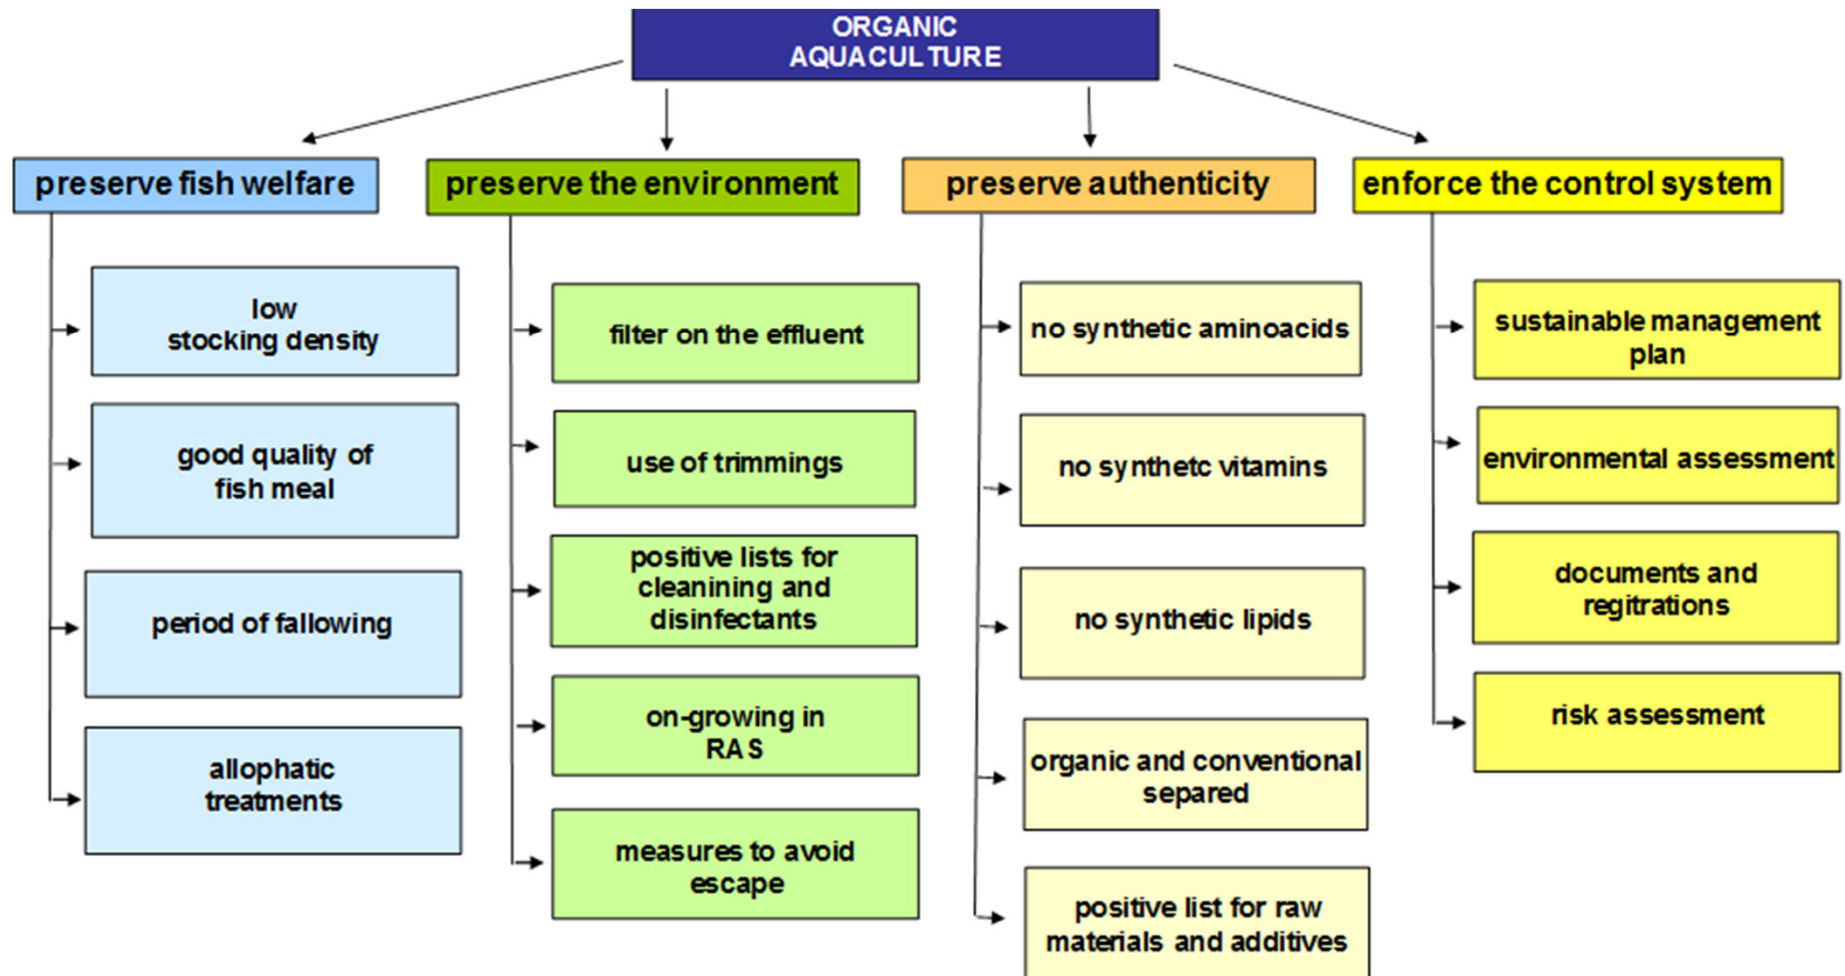 ORGANIC
AQUACULTURE
preserve fish welfare
low
stocking density
good quality of
fish meal
period of fallowing
allophatic
treatments
preserve the environment
filter on the effluent
use of trimmings
positive lists for
cleanining and
disinfectants
on-growing in
RAS
measures to avoid
escape
preserve authenticity
no synthetic aminoacids
no synthetc vitamins
no synthetic lipids
organic and conventional
separed
positive list for raw
materials and additives
enforce the control system
sustainable management
plan
environmental assessment
documents and
regitrations
risk assessment